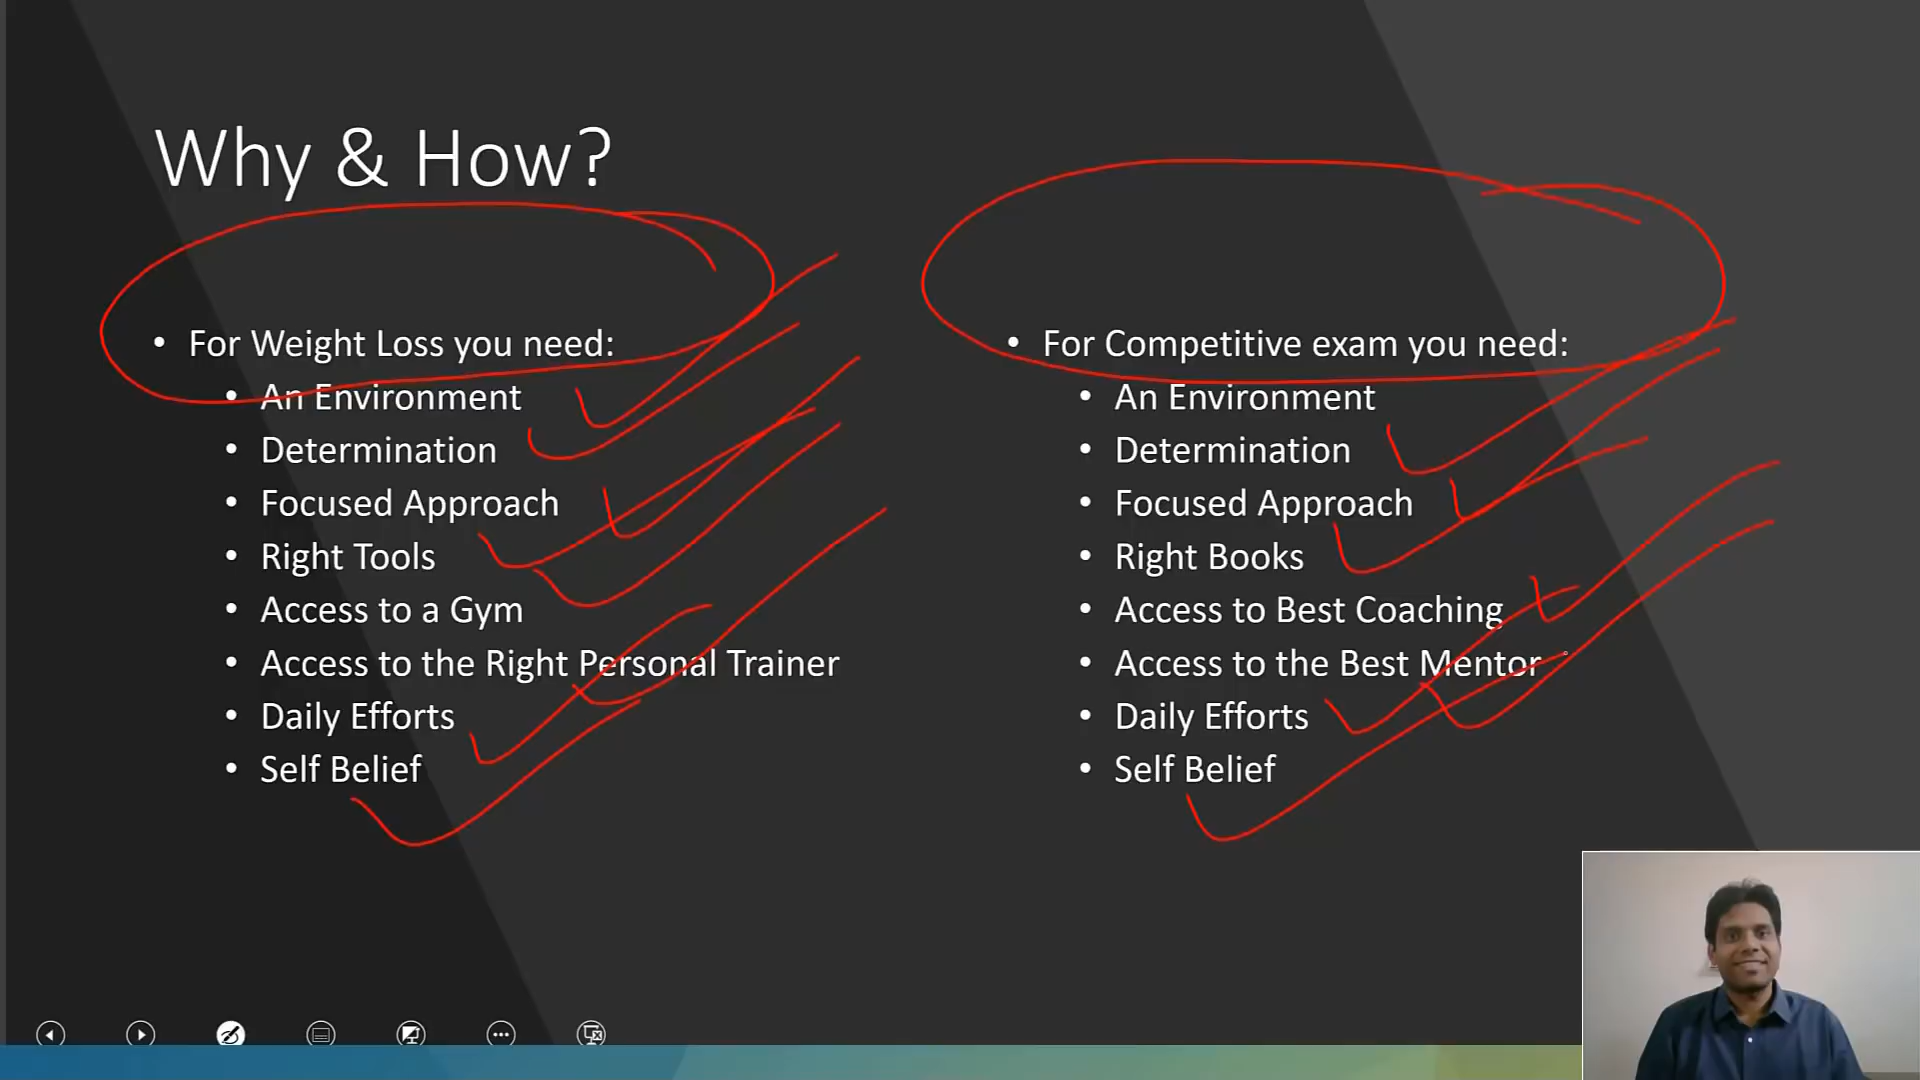 Why & How?
• For Weight Loss you need:
• An Environment
• Determination
• Focused Approach
• Right Tools
• Access to a Gym
• Access to the Right Personal Trainer
• Daily Efforts
• Self Belief
• For Competitive exam you need:
• An Environment
• Determination
• Focused Approach
• Right Books
• Access to Best Coaching
• Access to the Best Mentor
• Daily Efforts
• Self Belief